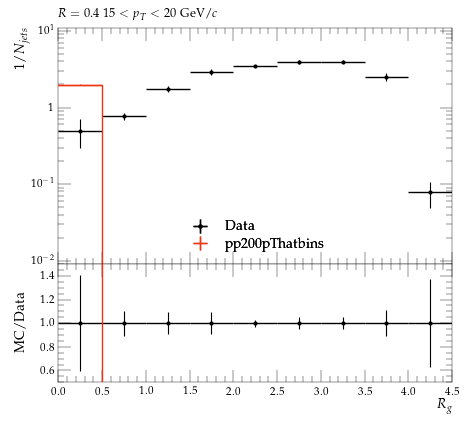 R = 0.4 15 < p_T < 20 GeV/c
1/N_jets
10^1
1
10^−1
10^−2
Data
pp200pThatbins
MC/Data
1.4
1.2
1.0
0.8
0.6
0.0 0.5 1.0 1.5 2.0 2.5 3.0 3.5 4.0 4.5
R_g